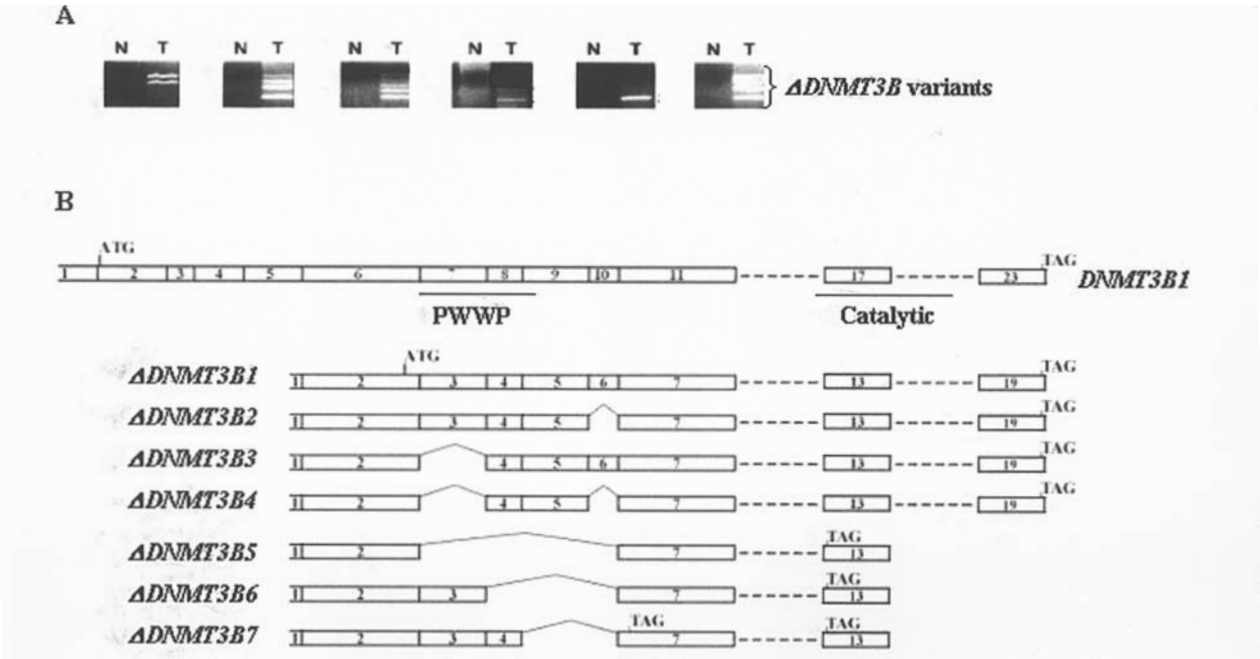 A
N T N T N T N T N T N T
ΔDNMT3B variants
B
ATG
1 2 3 4 5 6 7 8 9 10 11 17 23 TAG DNMT3B1
PWWP Catalytic
ATG
ΔDNMT3B1 1 2 3 4 5 6 7 13 19 TAG
ΔDNMT3B2 1 2 3 4 5 7 13 19 TAG
ΔDNMT3B3 1 2 4 5 6 7 13 19 TAG
ΔDNMT3B4 1 2 4 5 7 13 19 TAG
ΔDNMT3B5 1 2 7 TAG 13
ΔDNMT3B6 1 2 3 7 TAG 13
ΔDNMT3B7 1 2 3 4 TAG 7 TAG 13